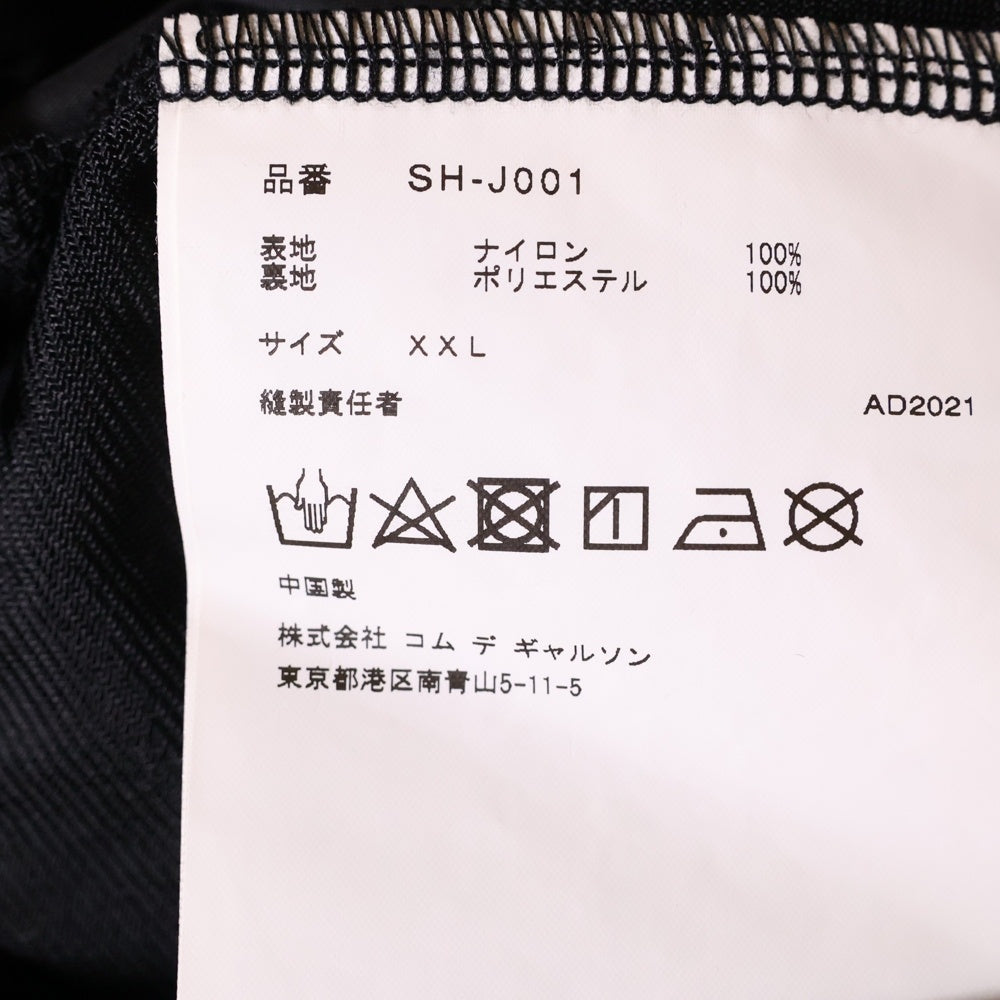 品番 SH-J001
表地 ナイロン 100%
裏地 ポリエステル 100%
サイズ XXL
縫製責任者 AD2021
中国製
株式会社 コム デ ギャルソン
東京都港区南青山5-11-5